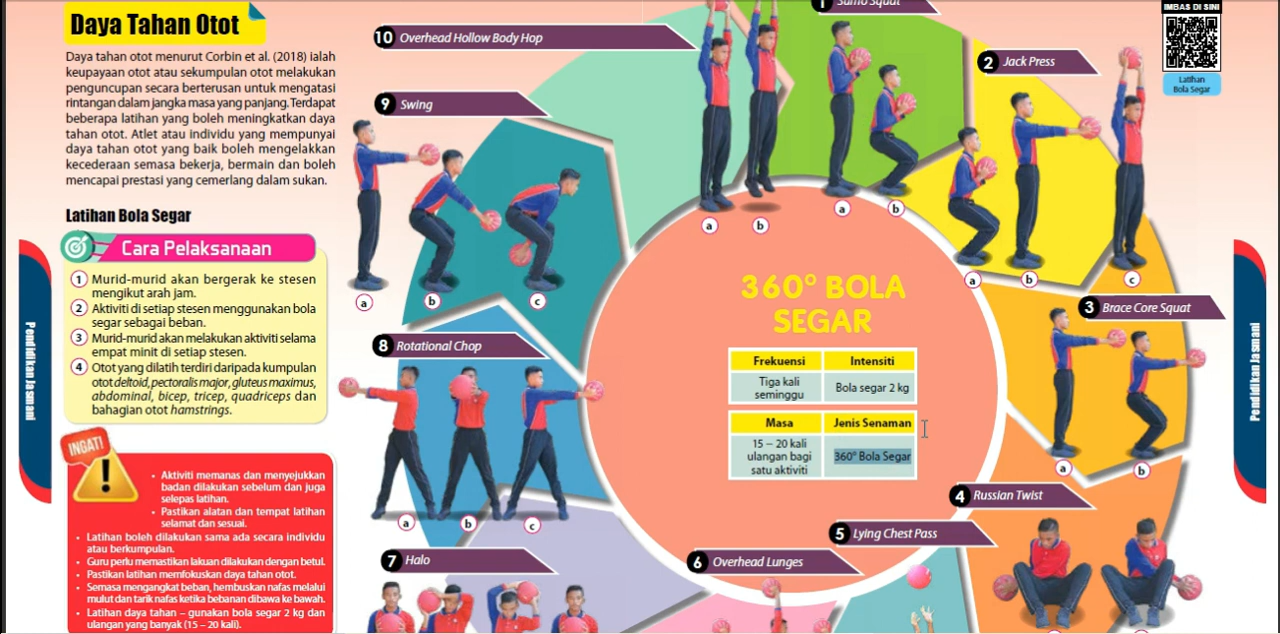 Daya Tahan Otot
Daya tahan otot menurut Corbin et al. (2018) ialah
keupayaan otot atau sekumpulan otot melakukan
penguncupan secara berterusan untuk mengatasi
rintangan dalam jangka masa yang panjang. Terdapat
beberapa latihan yang boleh meningkatkan daya
tahan otot. Atlet atau individu yang mempunyai
daya tahan otot yang baik boleh mengelakkan
kecederaan semasa bekerja, bermain dan boleh
mencapai prestasi yang cemerlang dalam sukan.
Latihan Bola Segar
Cara Pelaksanaan
1 Murid-murid akan bergerak ke stesen
mengikut arah jam.
2 Aktiviti di setiap stesen menggunakan bola
segar sebagai beban.
3 Murid-murid akan melakukan aktiviti selama
empat minit di setiap stesen.
4 Otot yang dilatih terdiri daripada kumpulan
otot deltoid, pectoralis major, gluteus maximus,
abdominal, bicep, tricep, quadriceps dan
bahagian otot hamstrings.
INGAT!
• Aktiviti memanas dan menyejukkan
badan dilakukan sebelum dan juga
selepas latihan.
• Pastikan alatan dan tempat latihan
selamat dan sesuai.
• Latihan boleh dilakukan sama ada secara individu
atau berkumpulan.
• Guru perlu memastikan lakuan dilakukan dengan betul.
• Pastikan latihan memfokuskan daya tahan otot.
• Semasa mengangkat beban, hembuskan nafas melalui
mulut dan tarik nafas ketika bebanan dibawa ke bawah.
• Latihan daya tahan – gunakan bola segar 2 kg dan
ulangan yang banyak (15 – 20 kali).
Pendidikan Jasmani
1 Sumo Squat
a
b
2 Jack Press
a
b
c
3 Brace Core Squat
a
b
4 Russian Twist
5 Lying Chest Pass
6 Overhead Lunges
7 Halo
8 Rotational Chop
a
b
c
9 Swing
a
b
c
10 Overhead Hollow Body Hop
a
b
360° BOLA
SEGAR
Frekuensi
Intensiti
Tiga kali
seminggu
Bola segar 2 kg
Masa
Jenis Senaman
15 – 20 kali
ulangan bagi
satu aktiviti
360° Bola Segar
IMBAS DI SINI
Latihan
Bola Segar
Pendidikan Jasmani